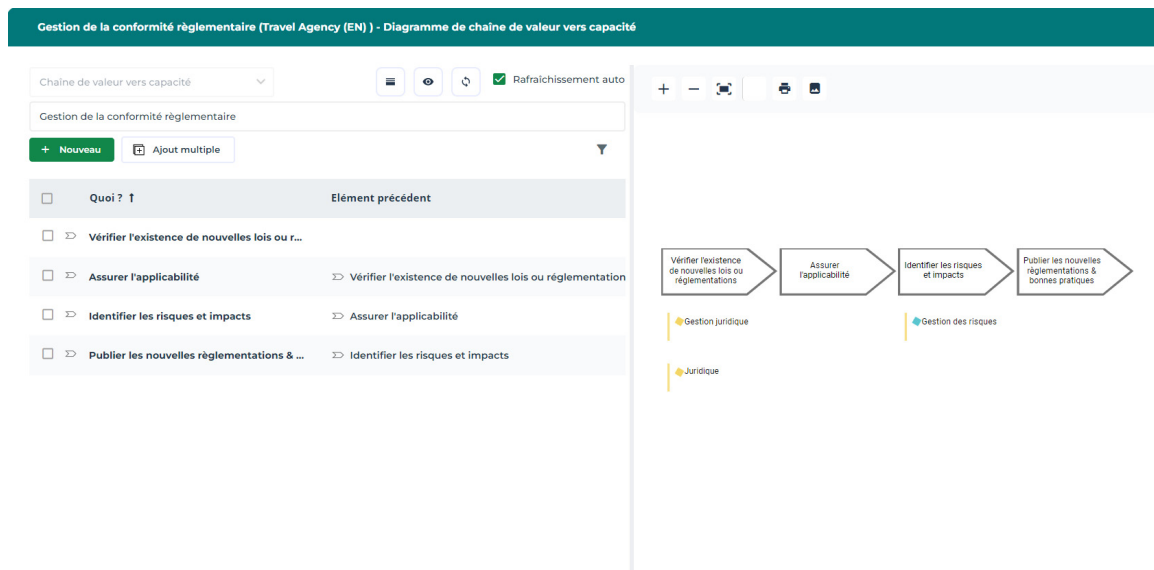 Gestion de la conformité règlementaire (Travel Agency (EN) ) - Diagramme de chaîne de valeur vers capacité
Chaîne de valeur vers capacité
Rafraîchissement auto
Gestion de la conformité règlementaire
+ Nouveau
Ajout multiple
Quoi ? ↑
Elément précédent
Vérifier l'existence de nouvelles lois ou r...
Assurer l'applicabilité
Vérifier l'existence de nouvelles lois ou réglementation
Identifier les risques et impacts
Assurer l'applicabilité
Publier les nouvelles règlementations & ...
Identifier les risques et impacts
Vérifier l'existence
de nouvelles lois ou
réglementations
Assurer
l'applicabilité
Identifier les risques
et impacts
Publier les nouvelles
règlementations &
bonnes pratiques
Gestion juridique
Gestion des risques
Juridique